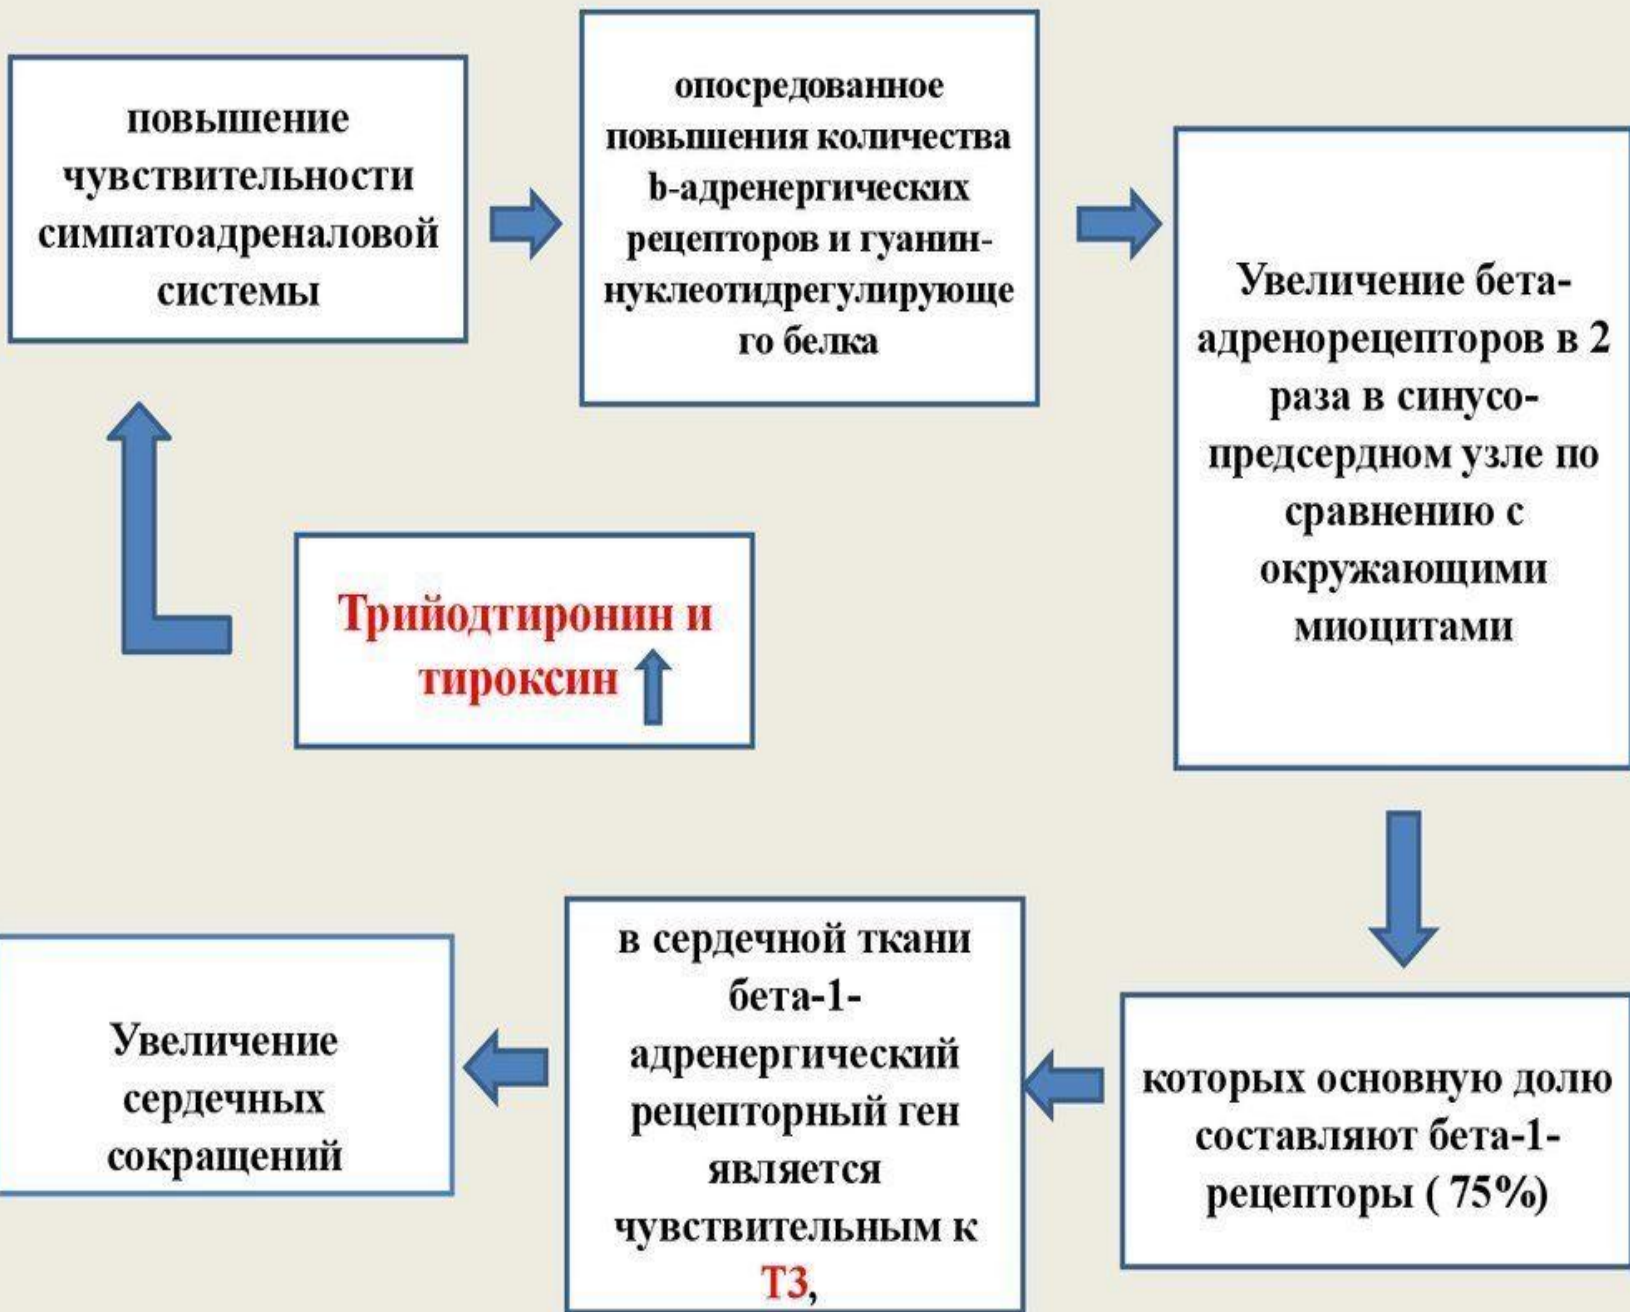 повышение
чувствительности
симпатоадреналовой
системы
опосредованное
повышения количества
b-адренергических
рецепторов и гуанин-
нуклеотидрегулирующе
го белка
Увеличение бета-
адренорецепторов в 2
раза в синусо-
предсердном узле по
сравнению с
окружающими
миоцитами
Трийодтиронин и
тироксин
которых основную долю
составляют бета-1-
рецепторы ( 75%)
в сердечной ткани
бета-1-
адренергический
рецепторный ген
является
чувствительным к
Т3,
Увеличение
сердечных
сокращений